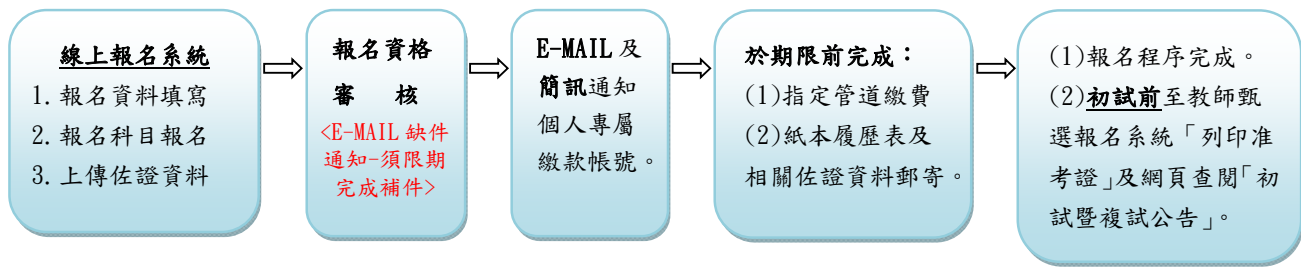 線上報名系統
1.報名資料填寫
2.報名科目報名
3.上傳佐證資料
報名資格
審 核
<E-MAIL 缺件
通知-須限期
完成補件>
E-MAIL 及
簡訊通知
個人專屬
繳款帳號。
於期限前完成：
(1)指定管道繳費
(2)紙本履歷表及
相關佐證資料郵寄。
(1)報名程序完成。
(2)初試前至教師甄
選報名系統「列印准
考證」及網頁查閱「初
試暨複試公告」。